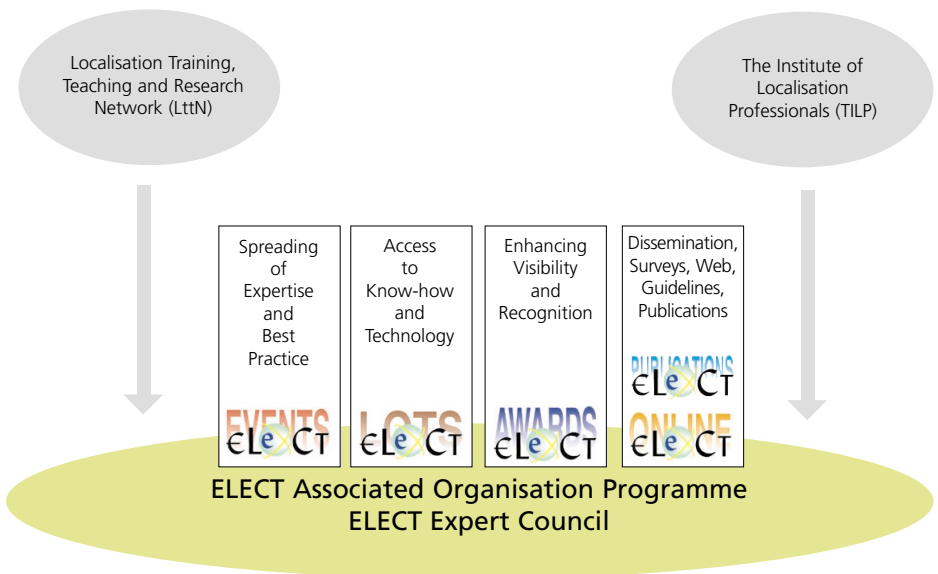 Localisation Training,
Teaching and Research
Network (LttN)
The Institute of
Localisation
Professionals (TILP)
Spreading
of
Expertise
and
Best
Practice
EVENTS
eLeCT
Access
to
Know-how
and
Technology
LOTS
eLeCT
Enhancing
Visibility
and
Recognition
AWARDS
eLeCT
Dissemination,
Surveys, Web,
Guidelines,
Publications
PUBLICATIONS
eLeCT
ONLINE
eLeCT
ELECT Associated Organisation Programme
ELECT Expert Council